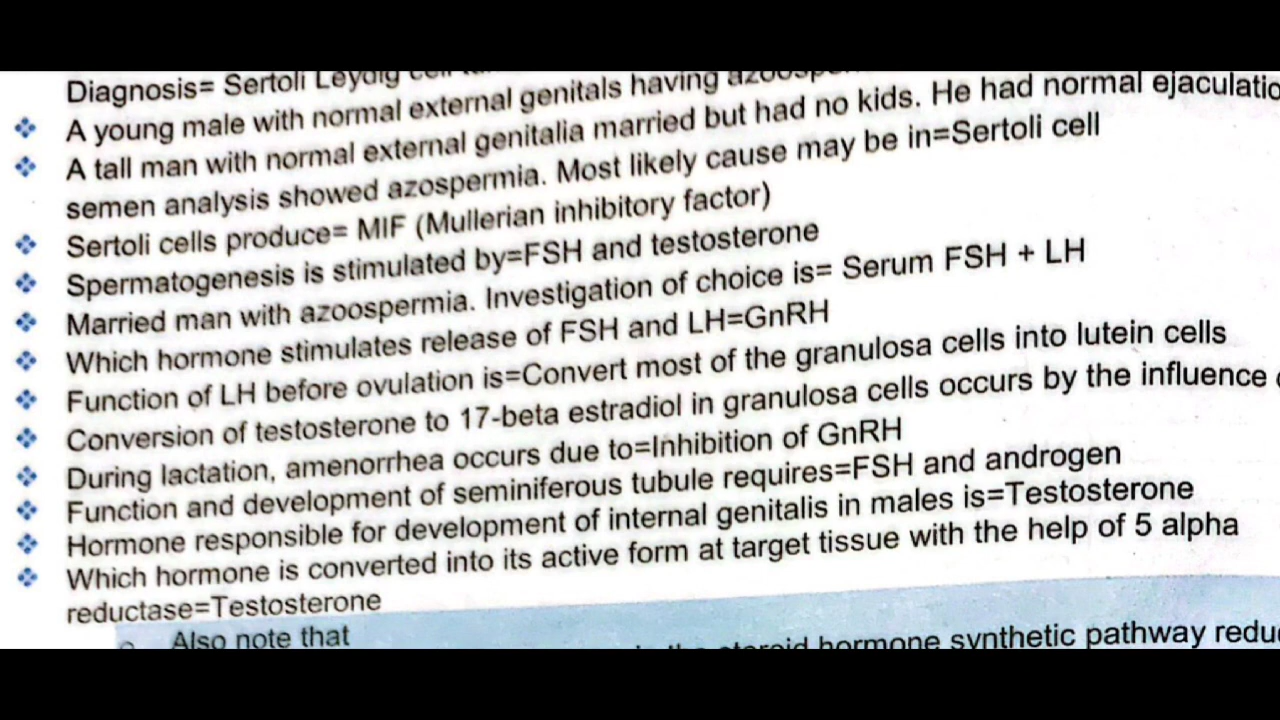 Diagnosis= Sertoli Leydig cell
❖ A young male with normal external genitals having
❖ A tall man with normal external genitalia married but had no kids. He had normal
semen analysis showed azospermia. Most likely cause may be in=Sertoli cell
❖ Sertoli cells produce= MIF (Mullerian inhibitory factor)
❖ Spermatogenesis is stimulated by=FSH and testosterone
❖ Married man with azoospermia. Investigation of choice is= Serum FSH + LH
❖ Which hormone stimulates release of FSH and LH=GnRH
❖ Function of LH before ovulation is=Convert most of the granulosa cells into lutein cells
❖ Conversion of testosterone to 17-beta estradiol in granulosa cells occurs by the influence
❖ During lactation, amenorrhea occurs due to=Inhibition of GnRH
❖ Function and development of seminiferous tubule requires=FSH and androgen
❖ Hormone responsible for development of internal genitalis in males is=Testosterone
❖ Which hormone is converted into its active form at target tissue with the help of 5 alpha
reductase=Testosterone
Also note that
steroid hormone synthetic pathway